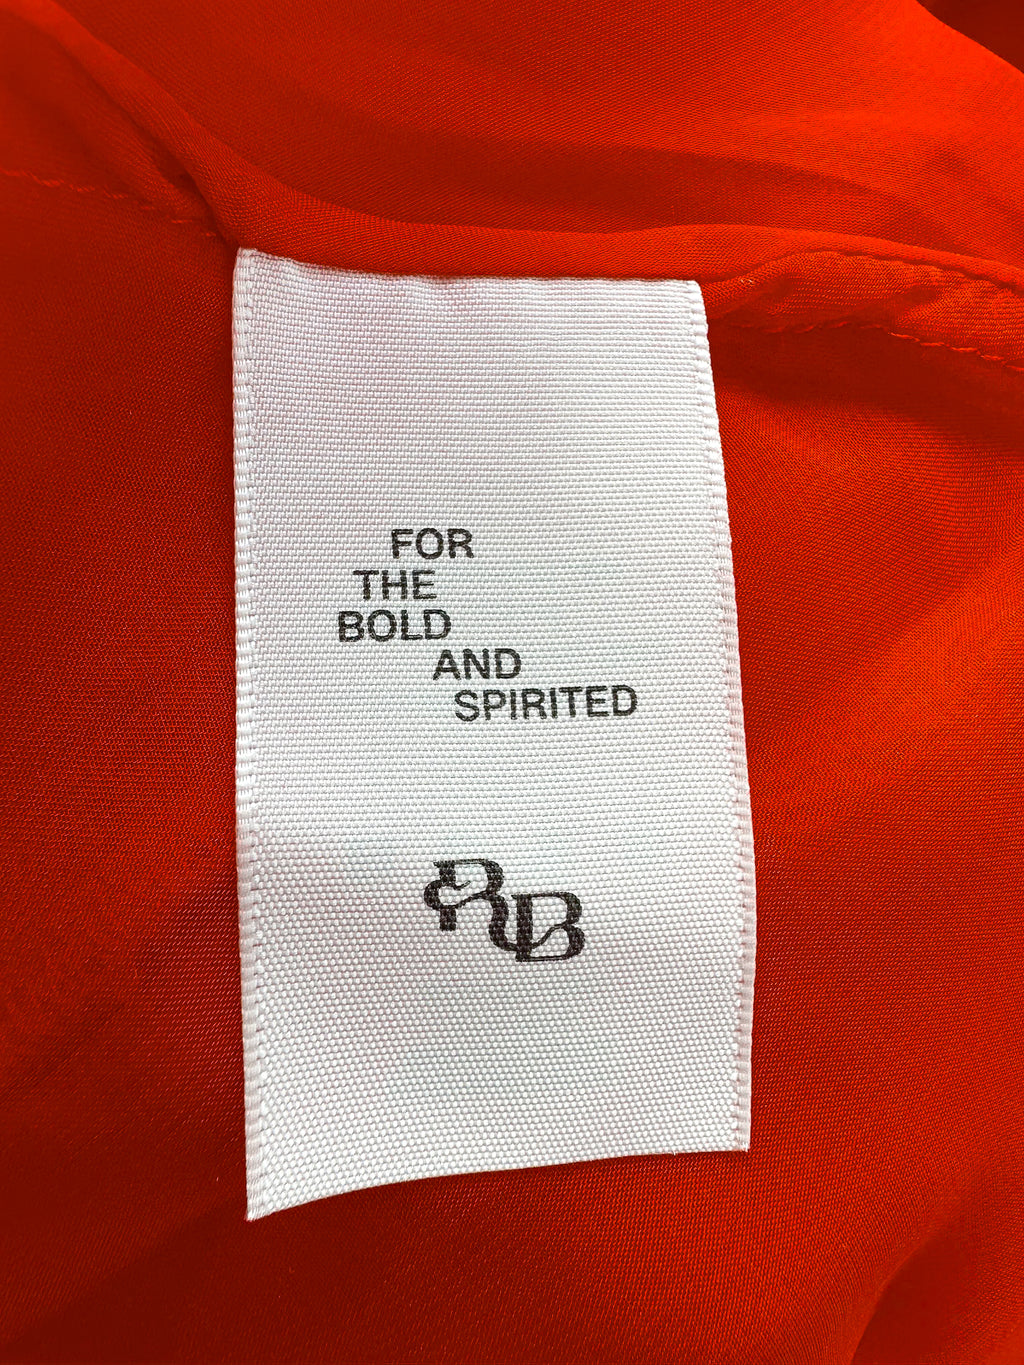 FOR
THE
BOLD
AND
SPIRITED
RB